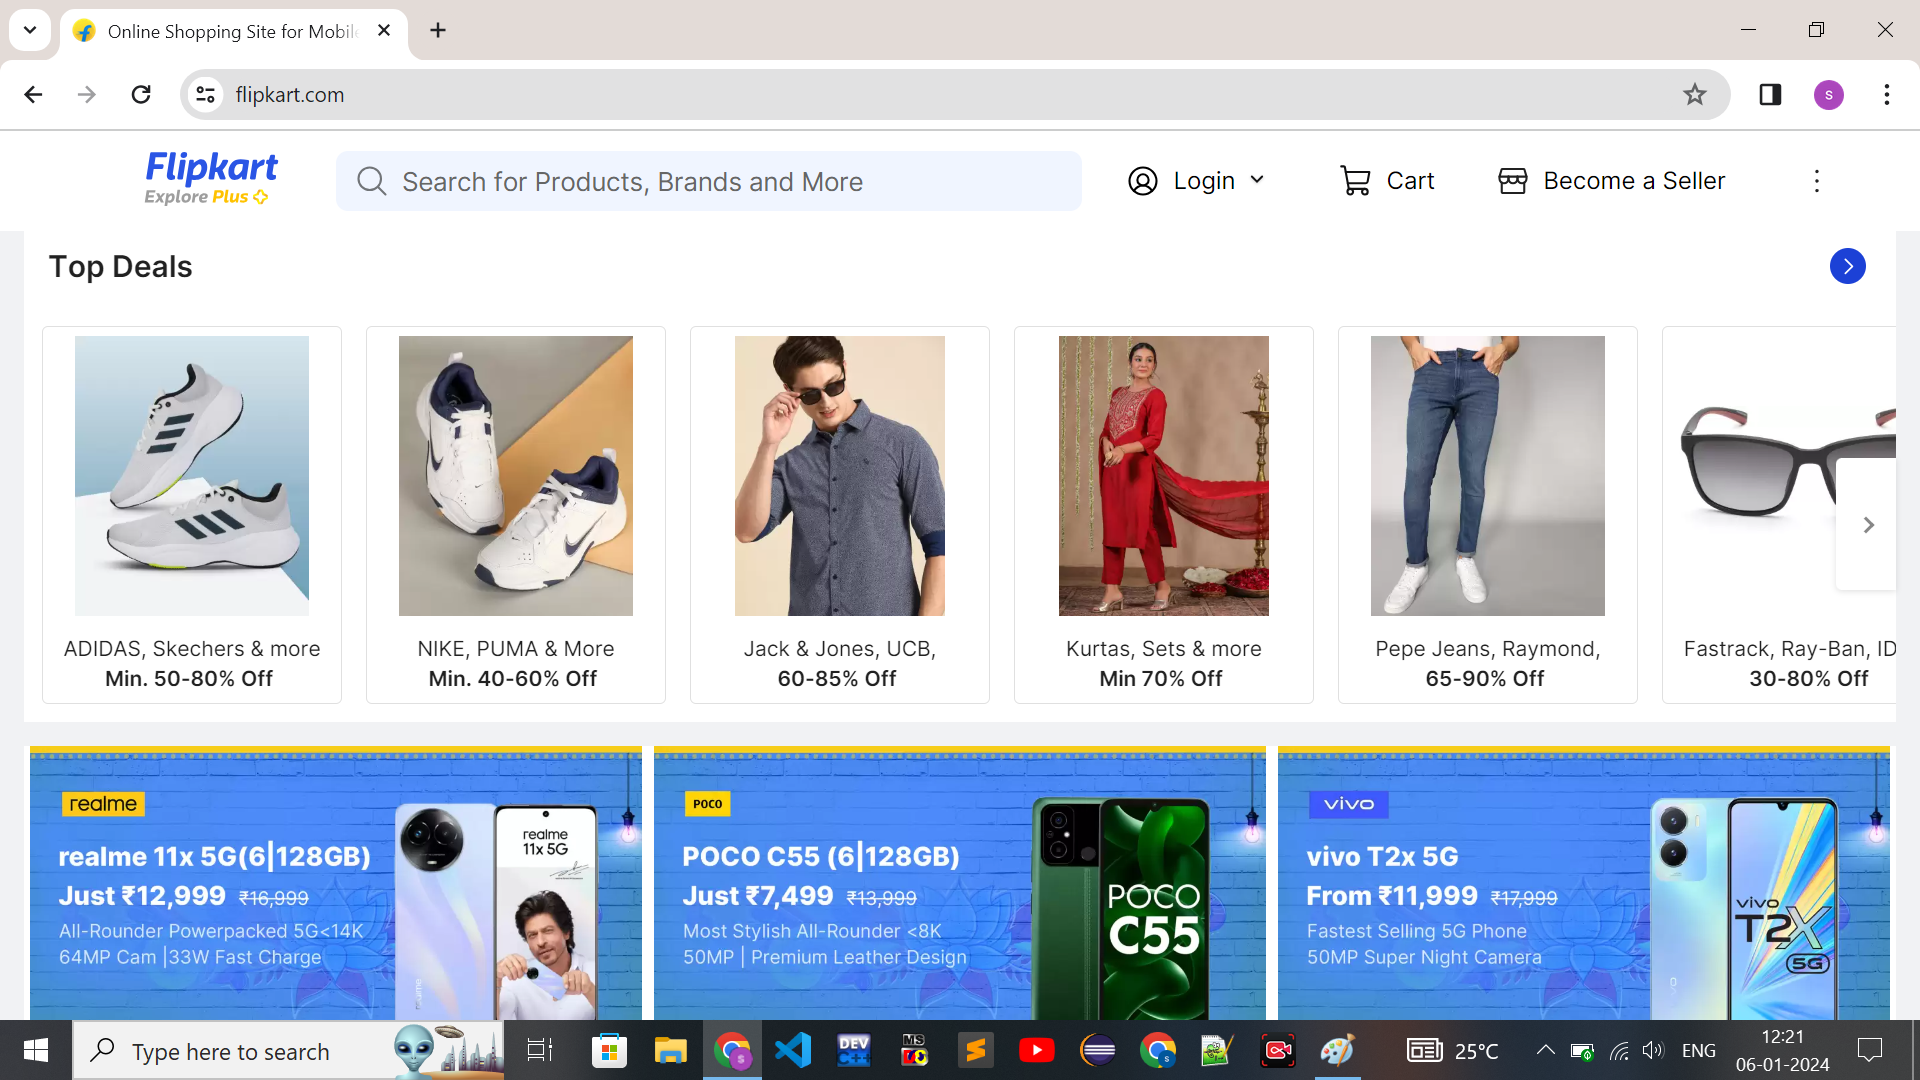 Online Shopping Site for Mobile
flipkart.com
S
Flipkart
Explore Plus
Search for Products, Brands and More
Login
Cart
Become a Seller
Top Deals
ADIDAS, Skechers & more
Min. 50-80% Off
NIKE, PUMA & More
Min. 40-60% Off
Jack & Jones, UCB,
60-85% Off
Kurtas, Sets & more
Min 70% Off
Pepe Jeans, Raymond,
65-90% Off
Fastrack, Ray-Ban, ID
30-80% Off
realme
realme 11x 5G(6|128GB)
Just ₹12,999 ₹16,999
All-Rounder Powerpacked 5G<14K
64MP Cam |33W Fast Charge
realme
11x 5G
realme
POCO
POCO C55 (6|128GB)
Just ₹7,499 ₹13,999
Most Stylish All-Rounder <8K
50MP | Premium Leather Design
POCO
C55
vivo
vivo T2x 5G
From ₹11,999 ₹17,999
Fastest Selling 5G Phone
50MP Super Night Camera
vivo
T2X
5G
Type here to search
S
DEV
C++
MS
S
25°C
ENG
12:21
06-01-2024